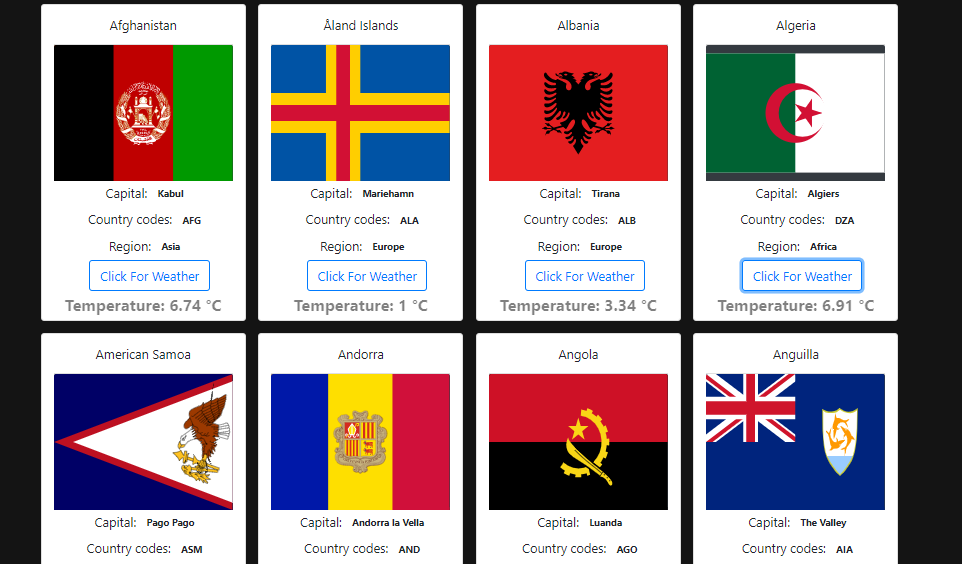 Afghanistan
Åland Islands
Albania
Algeria
Capital: Kabul
Capital: Mariehamn
Capital: Tirana
Capital: Algiers
Country codes: AFG
Country codes: ALA
Country codes: ALB
Country codes: DZA
Region: Asia
Region: Europe
Region: Europe
Region: Africa
Click For Weather
Click For Weather
Click For Weather
Click For Weather
Temperature: 6.74 °C
Temperature: 1 °C
Temperature: 3.34 °C
Temperature: 6.91 °C
American Samoa
Andorra
Angola
Anguilla
Capital: Pago Pago
Capital: Andorra la Vella
Capital: Luanda
Capital: The Valley
Country codes: ASM
Country codes: AND
Country codes: AGO
Country codes: AIA